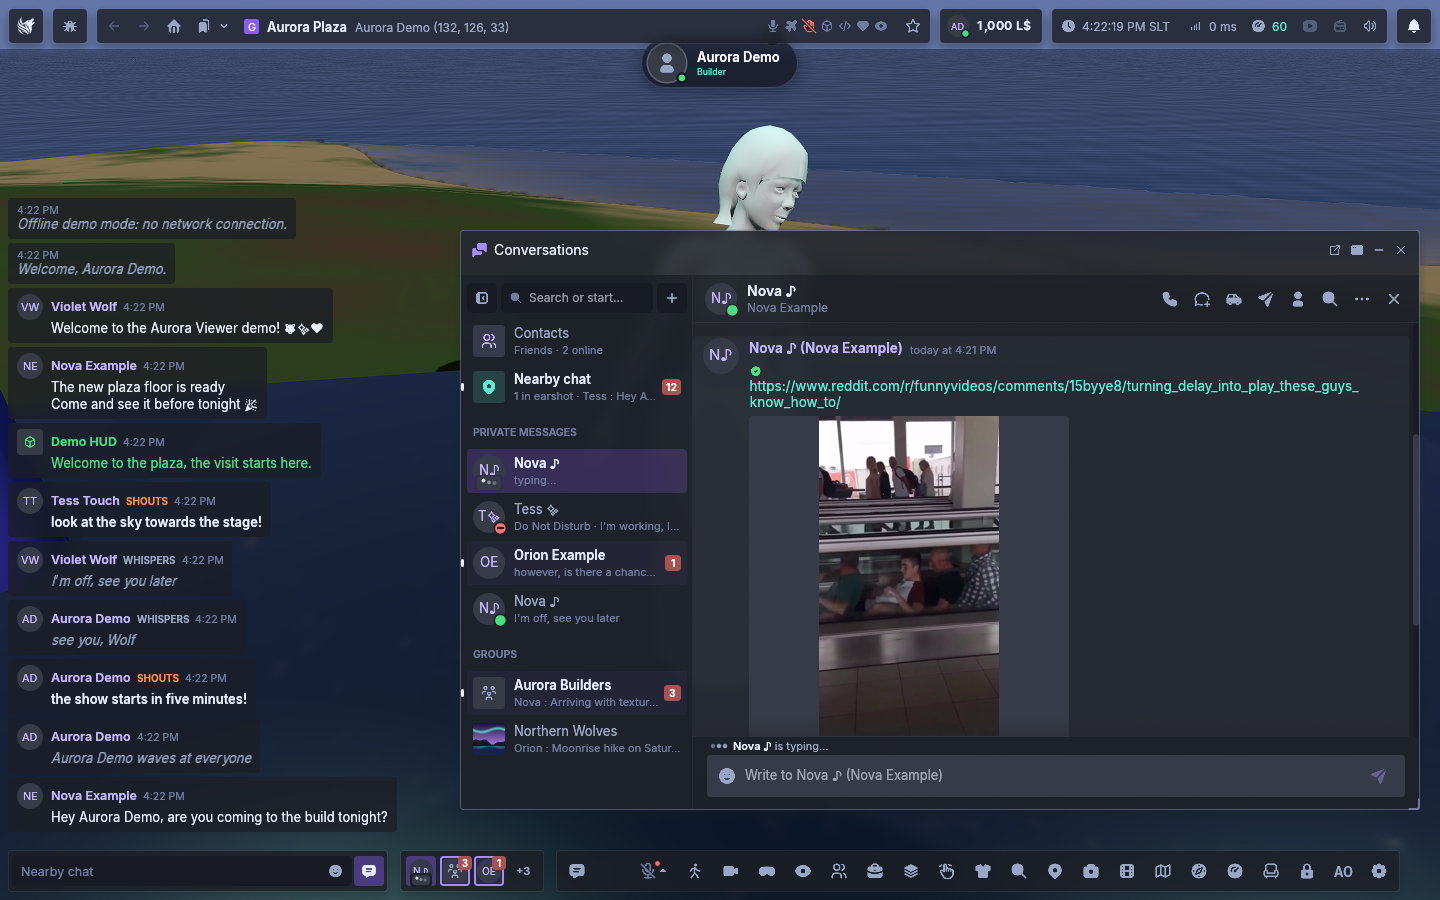 G Aurora Plaza Aurora Demo (132, 126, 33)
AD 1,000 L$
4:22:19 PM SLT 0 ms 60
Aurora Demo
Builder
4:22 PM
Offline demo mode: no network connection.
4:22 PM
Welcome, Aurora Demo.
VW Violet Wolf 4:22 PM
Welcome to the Aurora Viewer demo!
NE Nova Example 4:22 PM
The new plaza floor is ready
Come and see it before tonight 🎉
Demo HUD 4:22 PM
Welcome to the plaza, the visit starts here.
TT Tess Touch SHOUTS 4:22 PM
look at the sky towards the stage!
VW Violet Wolf WHISPERS 4:22 PM
I'm off, see you later
AD Aurora Demo WHISPERS 4:22 PM
see you, Wolf
AD Aurora Demo SHOUTS 4:22 PM
the show starts in five minutes!
AD Aurora Demo 4:22 PM
Aurora Demo waves at everyone
NE Nova Example 4:22 PM
Hey Aurora Demo, are you coming to the build tonight?
Conversations
Search or start...
Contacts
Friends · 2 online
Nearby chat
1 in earshot · Tess : Hey A...
12
PRIVATE MESSAGES
N♪ Nova ♪
typing...
T Tess
Do Not Disturb · I'm working, I...
OE Orion Example
however, is there a chanc...
1
N♪ Nova ♪
I'm off, see you later
GROUPS
Aurora Builders
Nova : Arriving with textur...
3
Northern Wolves
Orion : Moonrise hike on Satur...
N♪ Nova ♪
Nova Example
N♪ Nova ♪ (Nova Example) today at 4:21 PM
https://www.reddit.com/r/funnyvideos/comments/15byye8/turning_delay_into_play_these_guys_
know_how_to/
Nova ♪ is typing...
Write to Nova ♪ (Nova Example)
Nearby chat
N♪ 3 OE 1 +3
AO